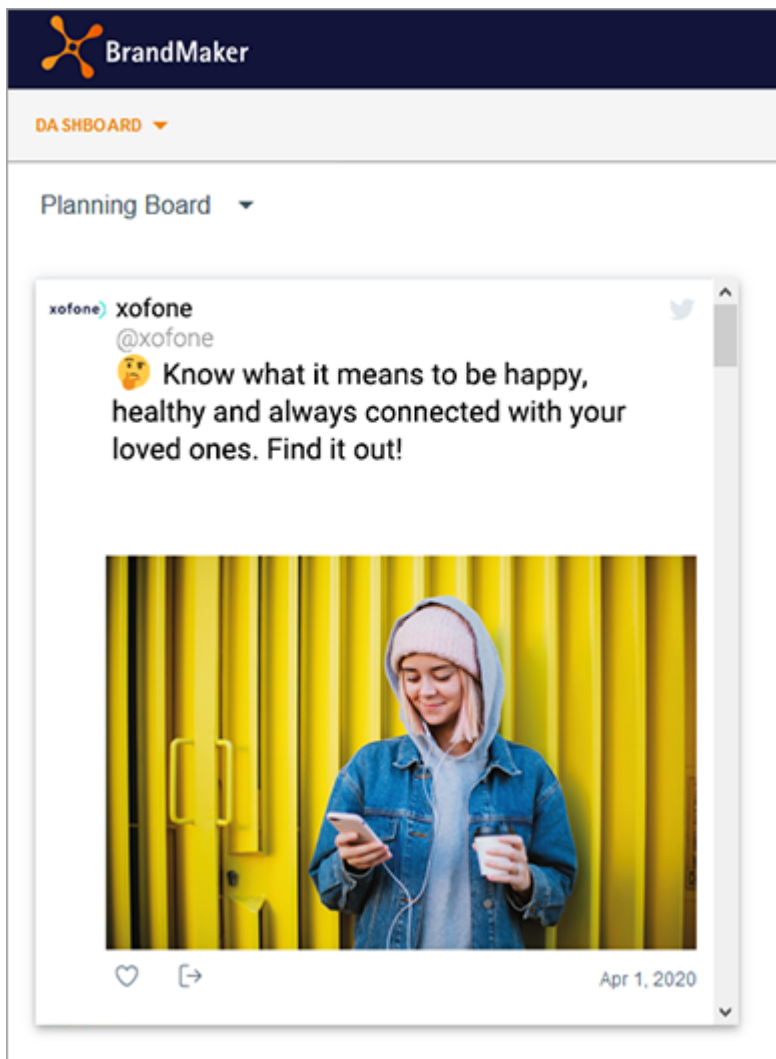 BrandMaker
DASHBOARD
Planning Board
xofone) xofone
@xofone
🤔 Know what it means to be happy,
healthy and always connected with your
loved ones. Find it out!
Apr 1, 2020